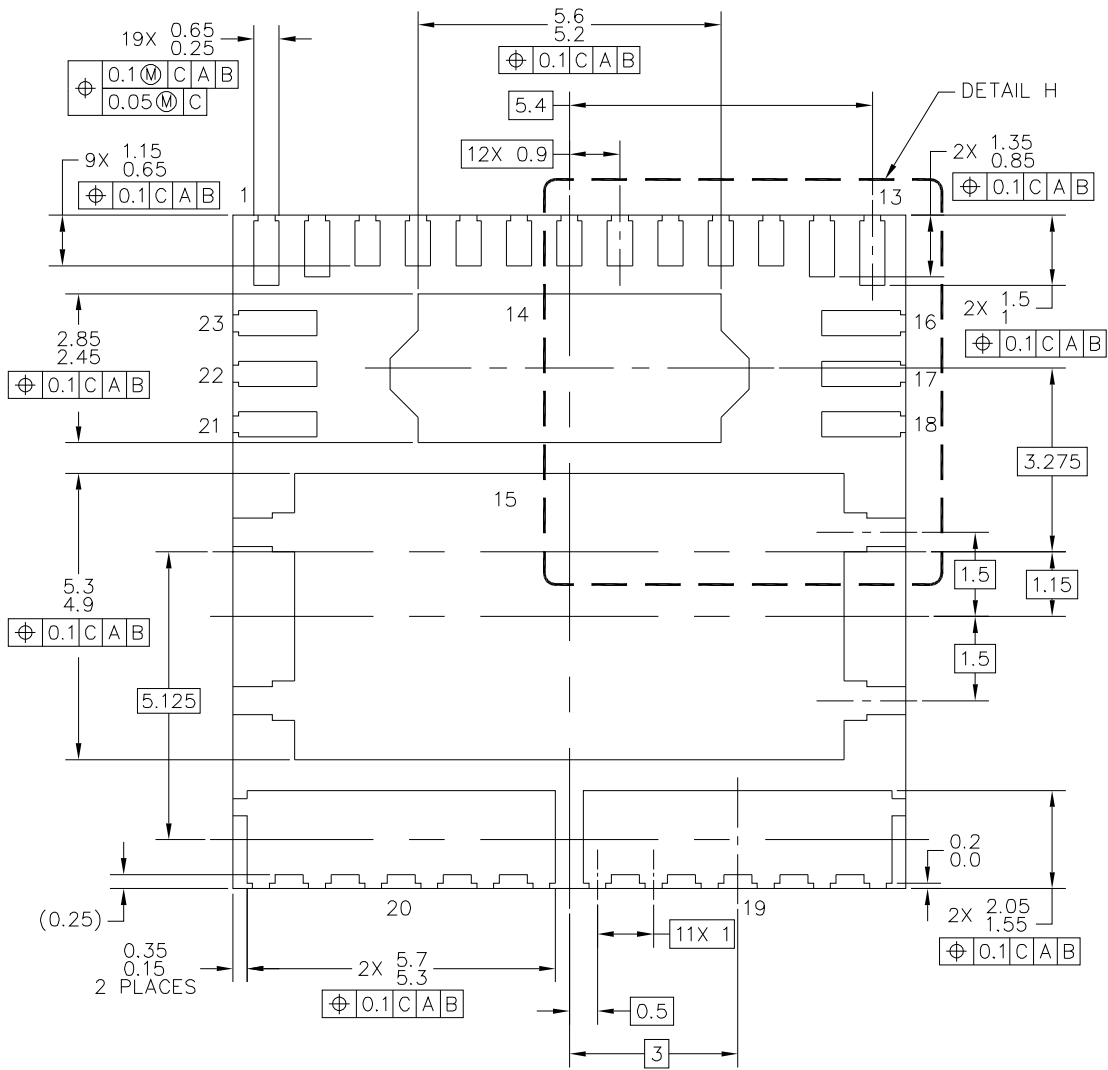 5.6
5.2
⌖ 0.1 C A B
19X 0.65
0.25
⌖ 0.1 Ⓜ C A B
0.05 Ⓜ C
5.4
DETAIL H
12X 0.9
9X 1.15
0.65
⌖ 0.1 C A B
2X 1.35
0.85
⌖ 0.1 C A B
1
13
23
14
16
2X 1.5
1
⌖ 0.1 C A B
2.85
2.45
⌖ 0.1 C A B
22
17
21
18
3.275
15
5.3
4.9
⌖ 0.1 C A B
1.5
1.15
1.5
5.125
0.2
0.0
(0.25)
20
19
2X 2.05
1.55
⌖ 0.1 C A B
11X 1
0.35
0.15
2 PLACES
2X 5.7
5.3
⌖ 0.1 C A B
0.5
3